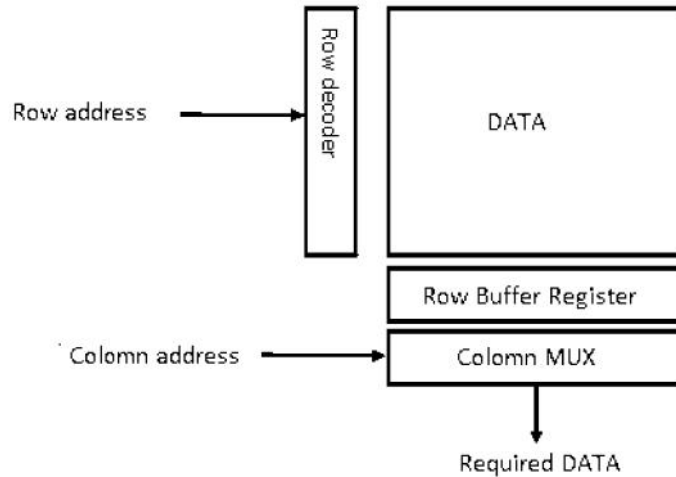 Row decoder
Row address
DATA
Row Buffer Register
Colomn address
Colomn MUX
Required DATA